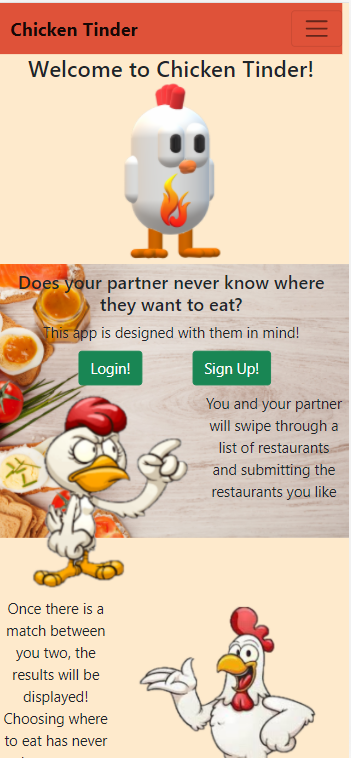 Chicken Tinder
Welcome to Chicken Tinder!
Does your partner never know where
they want to eat?
This app is designed with them in mind!
Login!
Sign Up!
You and your partner
will swipe through a
list of restaurants
and submitting the
restaurants you like
Once there is a
match between
you two, the
results will be
displayed!
Choosing where
to eat has never